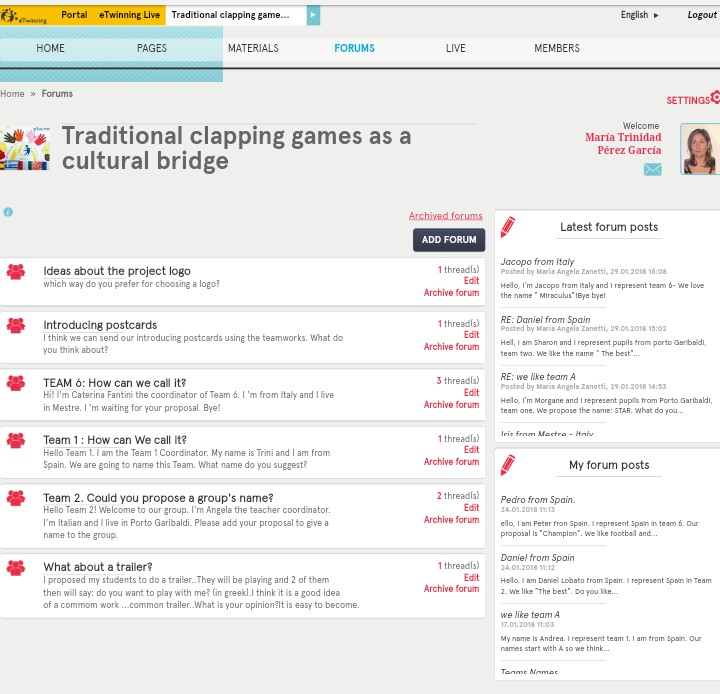 eTwinning
Portal eTwinning Live Traditional clapping game... English Logout
HOME PAGES MATERIALS FORUMS LIVE MEMBERS
Home » Forums
SETTINGS
Traditional clapping games as a
cultural bridge
Welcome
María Trinidad
Pérez García
Archived forums
ADD FORUM
Ideas about the project logo
which way do you prefer for choosing a logo?
1 thread(s)
Edit
Archive forum
Introducing postcards
I think we can send our introducing postcards using the teamworks. What do
you think about?
1 thread(s)
Edit
Archive forum
TEAM 6: How can we call it?
Hi! I'm Caterina Fantini the coordinator of Team 6. I 'm from Italy and I live
in Mestre. I 'm waiting for your proposal. Bye!
3 thread(s)
Edit
Archive forum
Team 1 : How can We call it?
Hello Team 1. I am the Team 1 Coordinator. My name is Trini and I am from
Spain. We are going to name this Team. What name do you suggest?
1 thread(s)
Edit
Archive forum
Team 2. Could you propose a group's name?
Hello Team 2! Welcome to our group. I'm Angela the teacher coordinator.
I'm Italian and I live in Porto Garibaldi. Please add your proposal to give a
name to the group.
2 thread(s)
Edit
Archive forum
What about a trailer?
I proposed my students to do a trailer..They will be playing and 2 of them
then will say: do you want to play with me? (in greek).I think it is a good idea
of a commom work ...common trailer..What is your opinion?It is easy to become.
1 thread(s)
Edit
Archive forum
Latest forum posts
Jacopo from Italy
Posted by Maria Angela Zanetti, 29.01.2018 16:08
Hello, I'm Jacopo from Italy and I represent team 6- We love
the name " Miraculus"!Bye bye!
RE: Daniel from Spain
Posted by Maria Angela Zanetti, 29.01.2018 15:02
Hell, I am Sharon and I represent pupils from porto Garibaldi,
team two. We like the name " The best"...
RE: we like team A
Posted by Maria Angela Zanetti, 29.01.2018 14:53
Hello, I'm Morgane and I represent pupils from Porto Garibaldi,
team one. We propose the name: STAR. What do you...
Iris from Mestre - Italy
My forum posts
Pedro from Spain.
24.01.2018 11:13
ello, I am Peter fron Spain. I represent Spain in team 6. Our
proposal is "Champion". We like football and...
Daniel from Spain
24.01.2018 11:12
Hello. I am Daniel Lobato from Spain. I represent Spain in Team
2. We like "The best". Do you like...
we like team A
17.01.2018 11:03
My name is Andrea. I represent team 1. I am from Spain. Our
names start with A so we think...
Teams Names